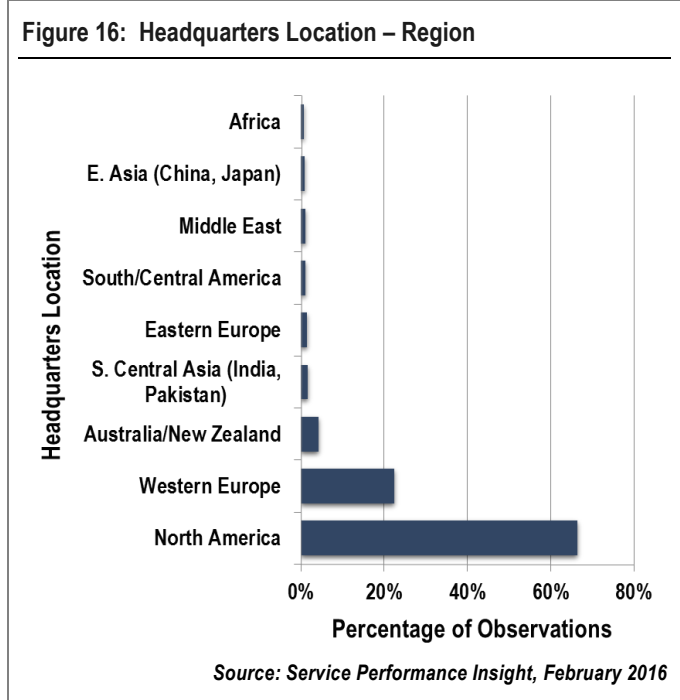 Figure 16:  Headquarters Location – Region
Headquarters Location
Africa
E. Asia (China, Japan)
Middle East
South/Central America
Eastern Europe
S. Central Asia (India,
Pakistan)
Australia/New Zealand
Western Europe
North America
0% 20% 40% 60% 80%
Percentage of Observations
Source: Service Performance Insight, February 2016